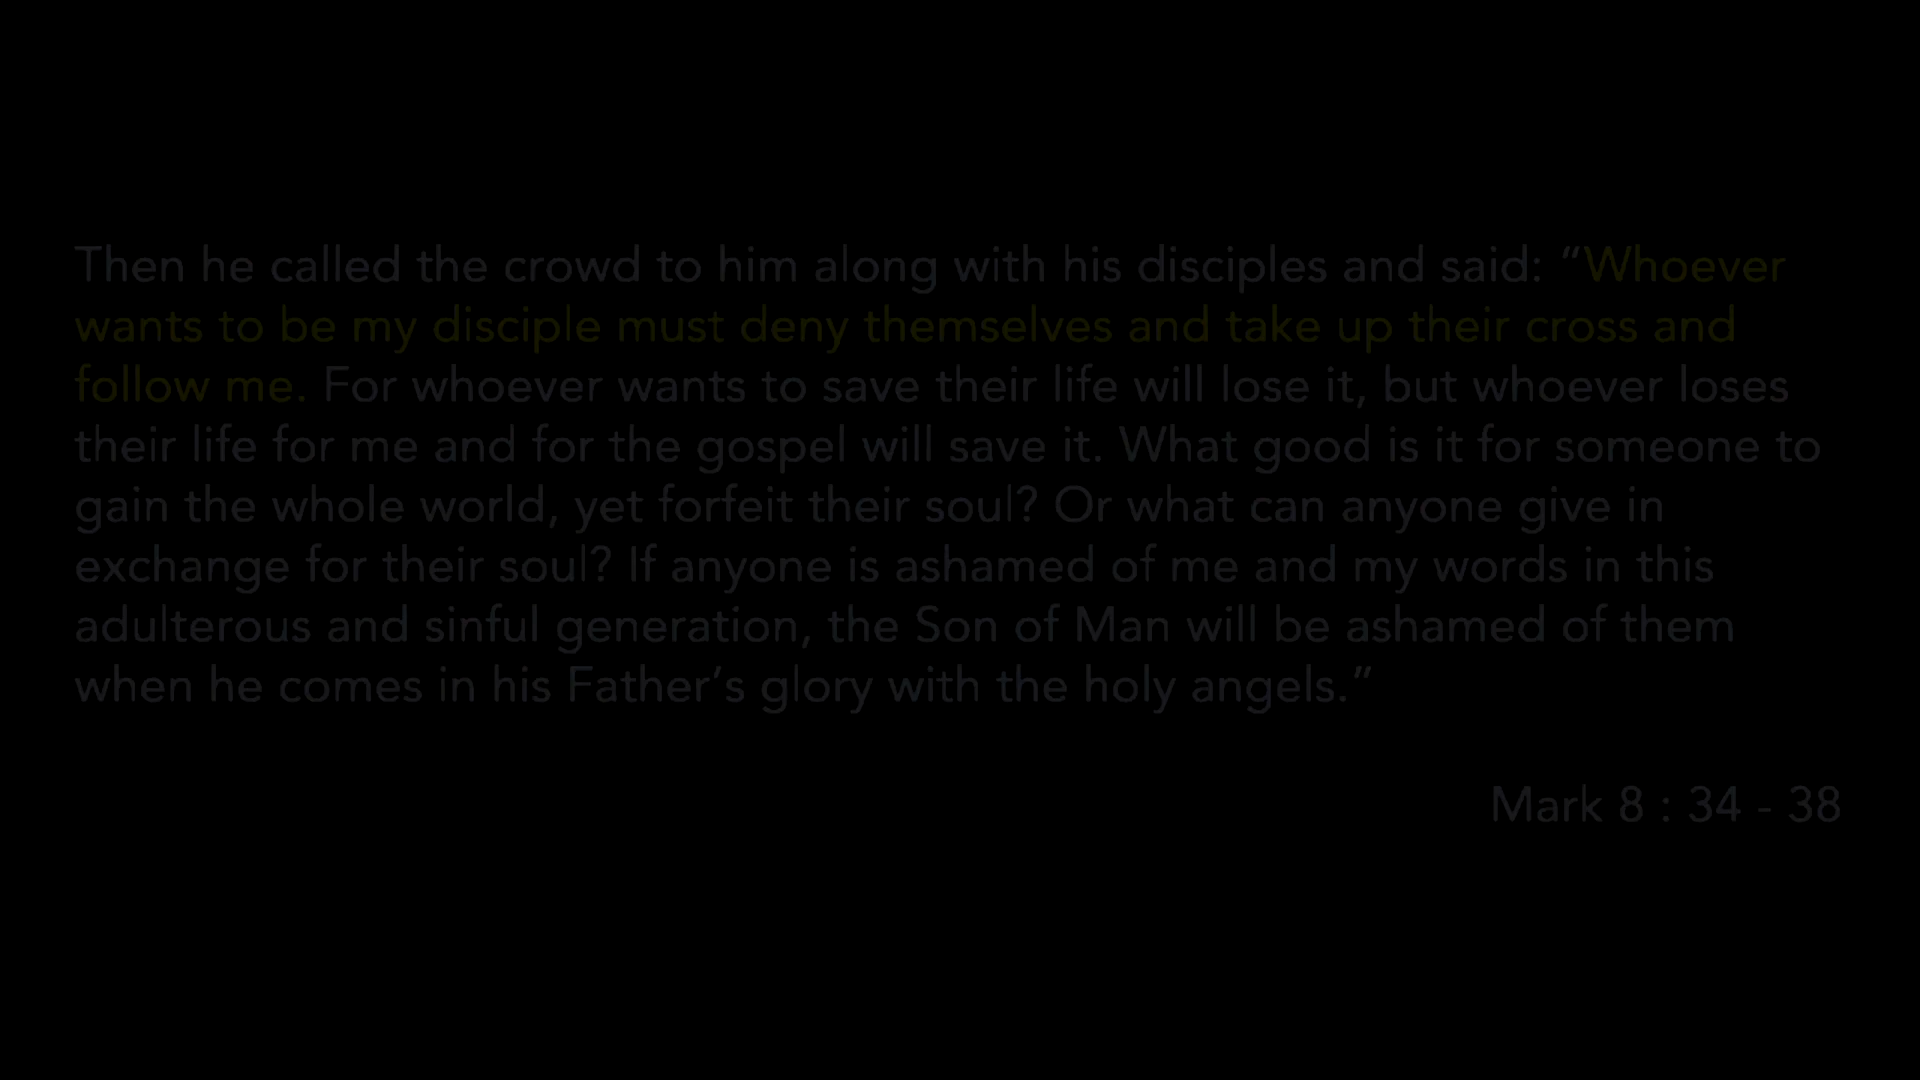 Then he called the crowd to him along with his disciples and said: “Whoever
wants to be my disciple must deny themselves and take up their cross and
follow me. For whoever wants to save their life will lose it, but whoever loses
their life for me and for the gospel will save it. What good is it for someone to
gain the whole world, yet forfeit their soul? Or what can anyone give in
exchange for their soul? If anyone is ashamed of me and my words in this
adulterous and sinful generation, the Son of Man will be ashamed of them
when he comes in his Father’s glory with the holy angels.”
Mark 8 : 34 - 38